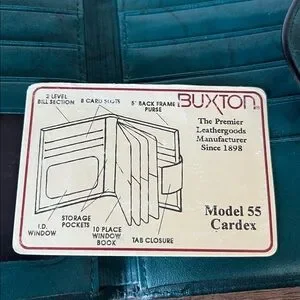 2 LEVEL
BILL SECTION
8 CARD SLOTS
5" BACK FRAME
PURSE
BUXTON
The Premier
Leathergoods
Manufacturer
Since 1898
I.D.
WINDOW
STORAGE
POCKETS
10 PLACE
WINDOW
BOOK
TAB CLOSURE
Model 55
Cardex